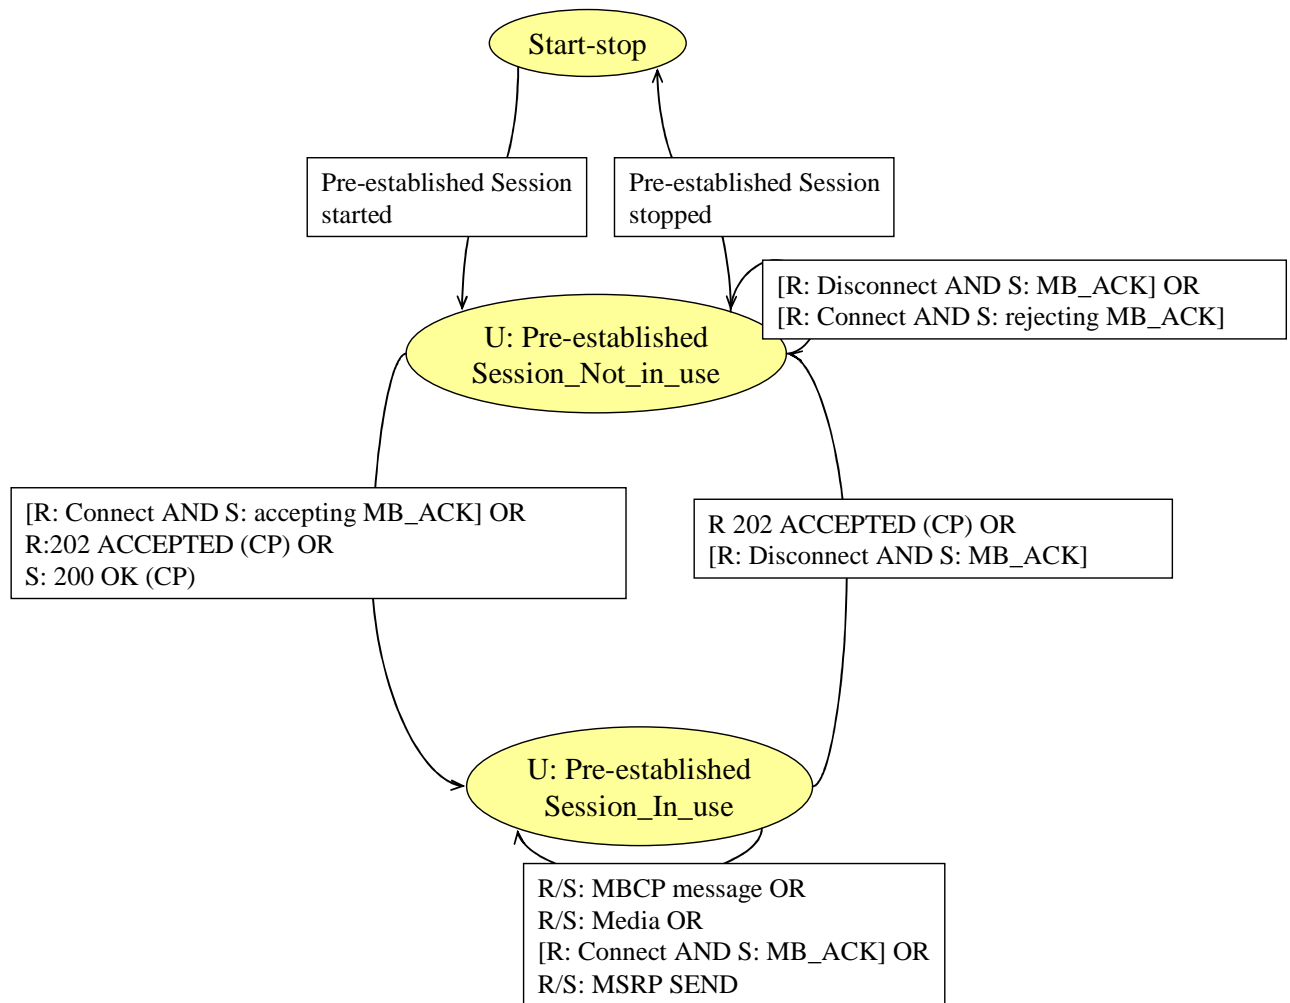 Start-stop
Pre-established Session
started
Pre-established Session
stopped
[R: Disconnect AND S: MB_ACK] OR
[R: Connect AND S: rejecting MB_ACK]
U: Pre-established
Session_Not_in_use
[R: Connect AND S: accepting MB_ACK] OR
R:202 ACCEPTED (CP) OR
S: 200 OK (CP)
R 202 ACCEPTED (CP) OR
[R: Disconnect AND S: MB_ACK]
U: Pre-established
Session_In_use
R/S: MBCP message OR
R/S: Media OR
[R: Connect AND S: MB_ACK] OR
R/S: MSRP SEND